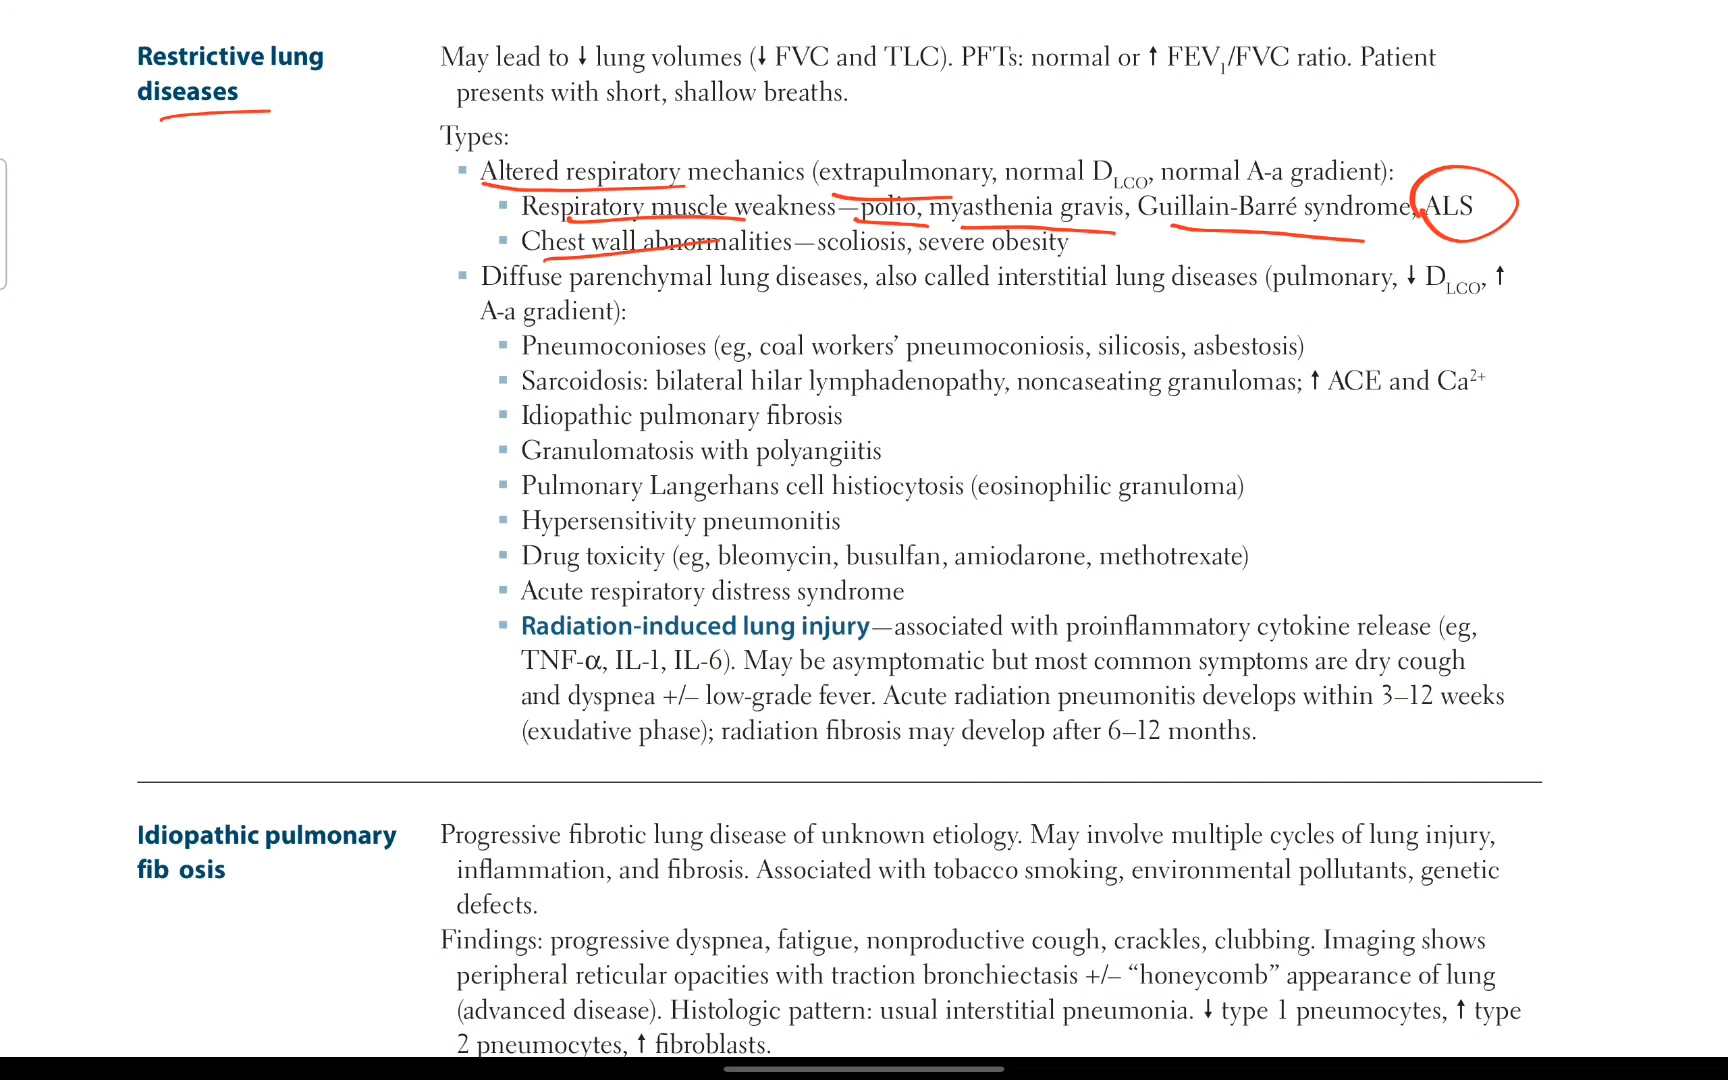 Restrictive lung
diseases
May lead to ↓ lung volumes (↓ FVC and TLC). PFTs: normal or ↑ FEV₁/FVC ratio. Patient
presents with short, shallow breaths.
Types:
▪ Altered respiratory mechanics (extrapulmonary, normal D_LCO, normal A-a gradient):
▪ Respiratory muscle weakness—polio, myasthenia gravis, Guillain-Barré syndrome, ALS
▪ Chest wall abnormalities—scoliosis, severe obesity
▪ Diffuse parenchymal lung diseases, also called interstitial lung diseases (pulmonary, ↓ D_LCO, ↑
A-a gradient):
▪ Pneumoconioses (eg, coal workers’ pneumoconiosis, silicosis, asbestosis)
▪ Sarcoidosis: bilateral hilar lymphadenopathy, noncaseating granulomas; ↑ ACE and Ca²⁺
▪ Idiopathic pulmonary fibrosis
▪ Granulomatosis with polyangiitis
▪ Pulmonary Langerhans cell histiocytosis (eosinophilic granuloma)
▪ Hypersensitivity pneumonitis
▪ Drug toxicity (eg, bleomycin, busulfan, amiodarone, methotrexate)
▪ Acute respiratory distress syndrome
▪ Radiation-induced lung injury—associated with proinflammatory cytokine release (eg,
TNF-α, IL-1, IL-6). May be asymptomatic but most common symptoms are dry cough
and dyspnea +/– low-grade fever. Acute radiation pneumonitis develops within 3–12 weeks
(exudative phase); radiation fibrosis may develop after 6–12 months.
Idiopathic pulmonary
fib osis
Progressive fibrotic lung disease of unknown etiology. May involve multiple cycles of lung injury,
inflammation, and fibrosis. Associated with tobacco smoking, environmental pollutants, genetic
defects.
Findings: progressive dyspnea, fatigue, nonproductive cough, crackles, clubbing. Imaging shows
peripheral reticular opacities with traction bronchiectasis +/– “honeycomb” appearance of lung
(advanced disease). Histologic pattern: usual interstitial pneumonia. ↓ type 1 pneumocytes, ↑ type
2 pneumocytes, ↑ fibroblasts.